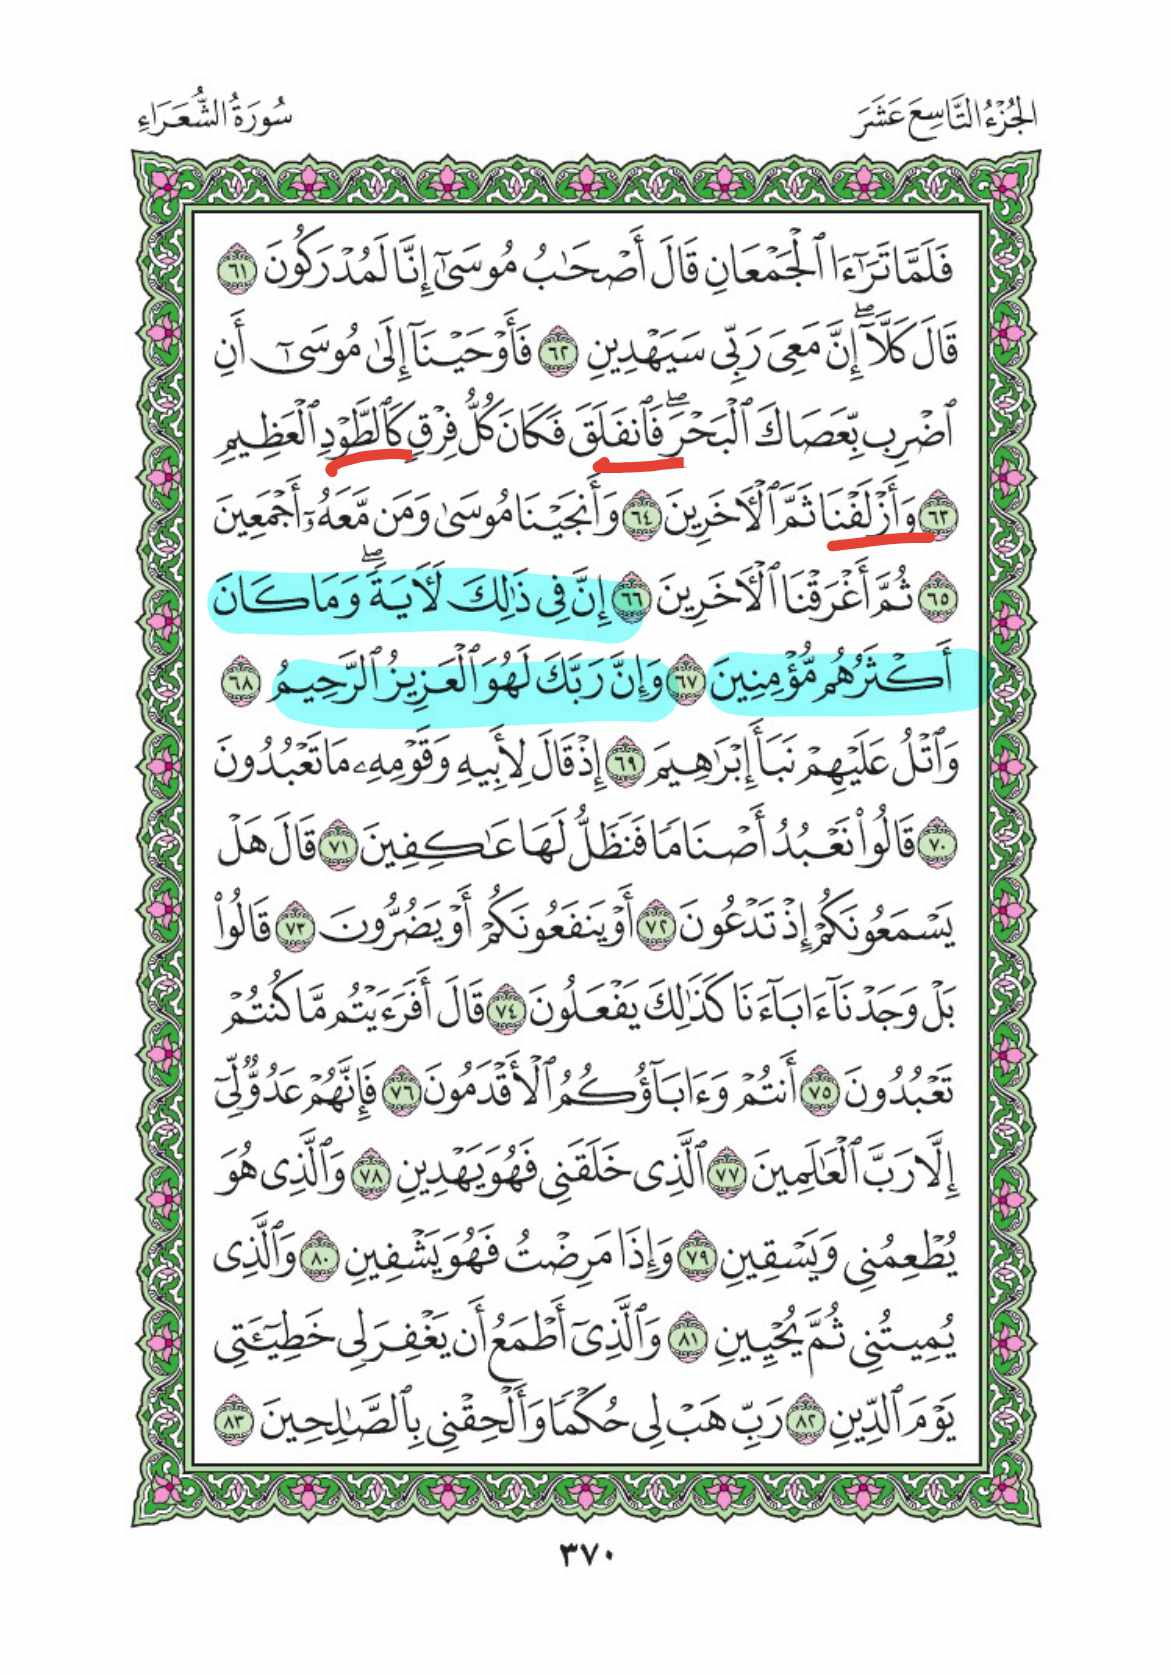 الجُزْءُ التَّاسِعَ عَشَرَ
سُورَةُ الشُّعَرَاءِ
فَلَمَّا تَرَٰٓءَا ٱلْجَمْعَانِ قَالَ أَصْحَٰبُ مُوسَىٰٓ إِنَّا لَمُدْرَكُونَ ٦١
قَالَ كَلَّآۖ إِنَّ مَعِىَ رَبِّى سَيَهْدِينِ ٦٢ فَأَوْحَيْنَآ إِلَىٰ مُوسَىٰٓ أَنِ
ٱضْرِب بِّعَصَاكَ ٱلْبَحْرَۖ فَٱنفَلَقَ فَكَانَ كُلُّ فِرْقٍ كَٱلطَّوْدِ ٱلْعَظِيمِ
٦٣ وَأَزْلَفْنَا ثَمَّ ٱلْـَٔاخَرِينَ ٦٤ وَأَنجَيْنَا مُوسَىٰ وَمَن مَّعَهُۥٓ أَجْمَعِينَ
٦٥ ثُمَّ أَغْرَقْنَا ٱلْـَٔاخَرِينَ ٦٦ إِنَّ فِى ذَٰلِكَ لَـَٔايَةًۖ وَمَا كَانَ
أَكْثَرُهُم مُّؤْمِنِينَ ٦٧ وَإِنَّ رَبَّكَ لَهُوَ ٱلْعَزِيزُ ٱلرَّحِيمُ ٦٨
وَٱتْلُ عَلَيْهِمْ نَبَأَ إِبْرَٰهِيمَ ٦٩ إِذْ قَالَ لِأَبِيهِ وَقَوْمِهِۦ مَا تَعْبُدُونَ
٧٠ قَالُوا۟ نَعْبُدُ أَصْنَامًا فَنَظَلُّ لَهَا عَٰكِفِينَ ٧١ قَالَ هَلْ
يَسْمَعُونَكُمْ إِذْ تَدْعُونَ ٧٢ أَوْ يَنفَعُونَكُمْ أَوْ يَضُرُّونَ ٧٣ قَالُوا۟
بَلْ وَجَدْنَآ ءَابَآءَنَا كَذَٰلِكَ يَفْعَلُونَ ٧٤ قَالَ أَفَرَءَيْتُم مَّا كُنتُمْ
تَعْبُدُونَ ٧٥ أَنتُمْ وَءَابَآؤُكُمُ ٱلْأَقْدَمُونَ ٧٦ فَإِنَّهُمْ عَدُوٌّ لِّىٓ
إِلَّا رَبَّ ٱلْعَٰلَمِينَ ٧٧ ٱلَّذِى خَلَقَنِى فَهُوَ يَهْدِينِ ٧٨ وَٱلَّذِى هُوَ
يُطْعِمُنِى وَيَسْقِينِ ٧٩ وَإِذَا مَرِضْتُ فَهُوَ يَشْفِينِ ٨٠ وَٱلَّذِى
يُمِيتُنِى ثُمَّ يُحْيِينِ ٨١ وَٱلَّذِىٓ أَطْمَعُ أَن يَغْفِرَ لِى خَطِيٓـَٔتِى
يَوْمَ ٱلدِّينِ ٨٢ رَبِّ هَبْ لِى حُكْمًا وَأَلْحِقْنِى بِٱلصَّٰلِحِينَ ٨٣
٣٧٠